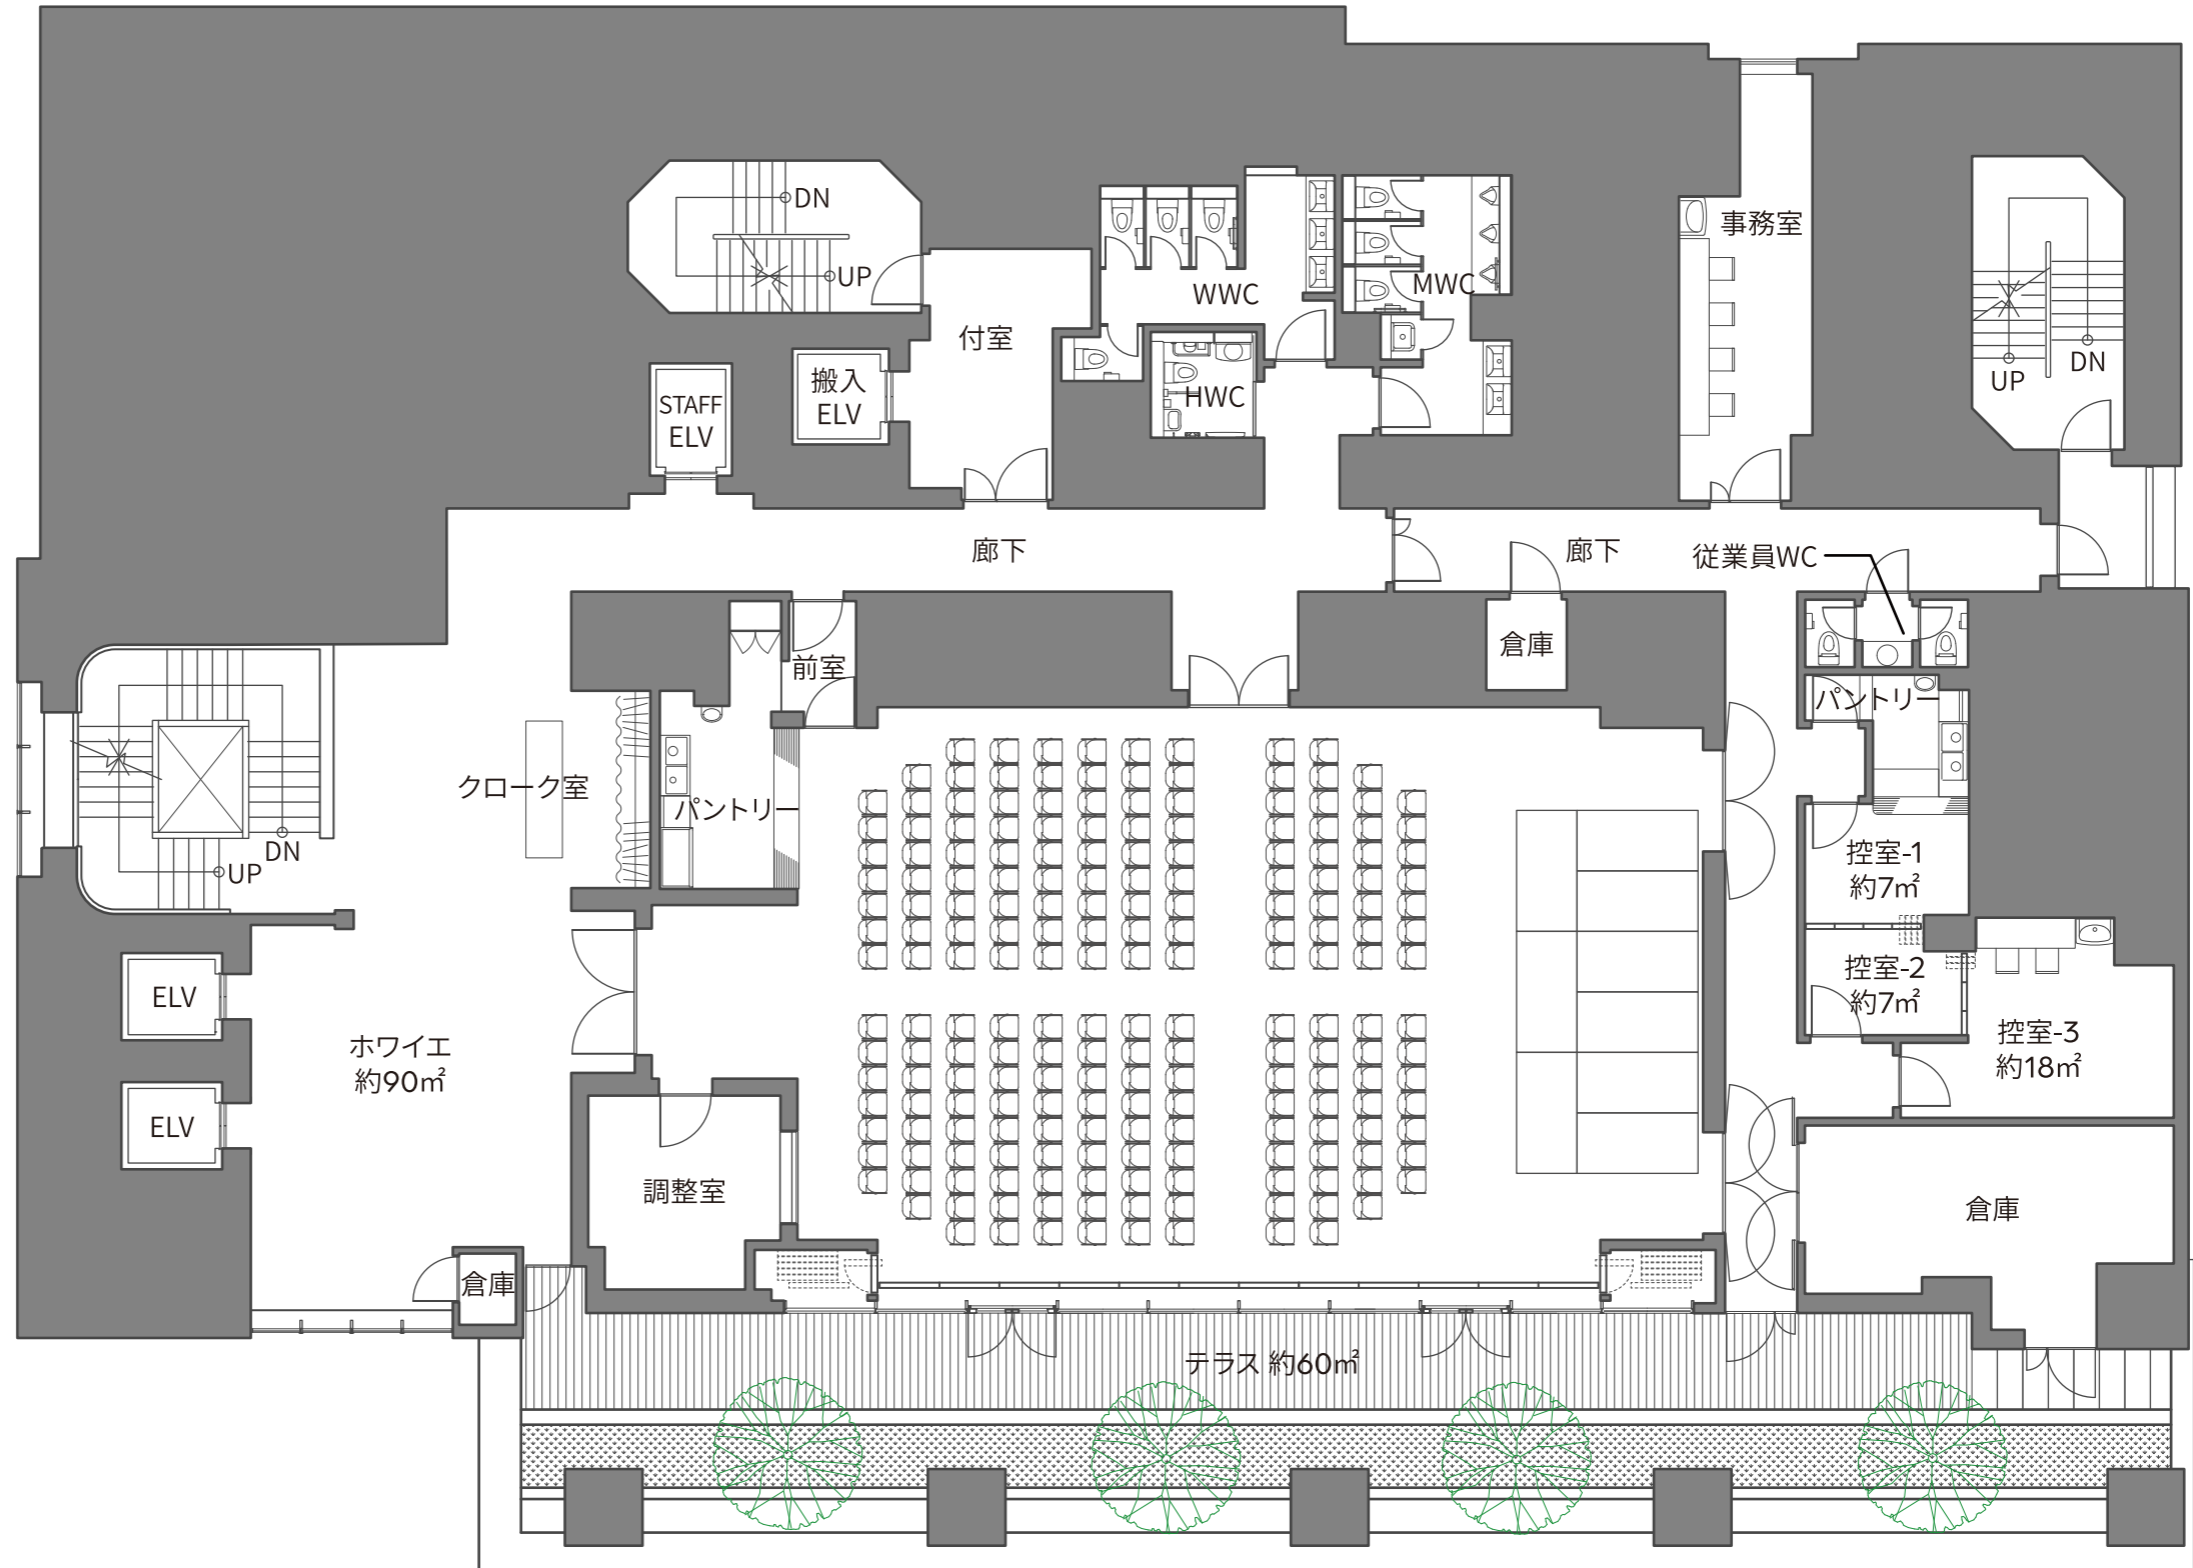 DN
UP
付室
搬入
ELV
STAFF
ELV
WWC
HWC
MWC
事務室
UP
DN
廊下
廊下
従業員WC
倉庫
前室
パントリー
クローク室
パントリー
DN
UP
控室-1
約7㎡
控室-2
約7㎡
控室-3
約18㎡
ELV
ELV
ホワイエ
約90㎡
調整室
倉庫
倉庫
テラス 約60㎡